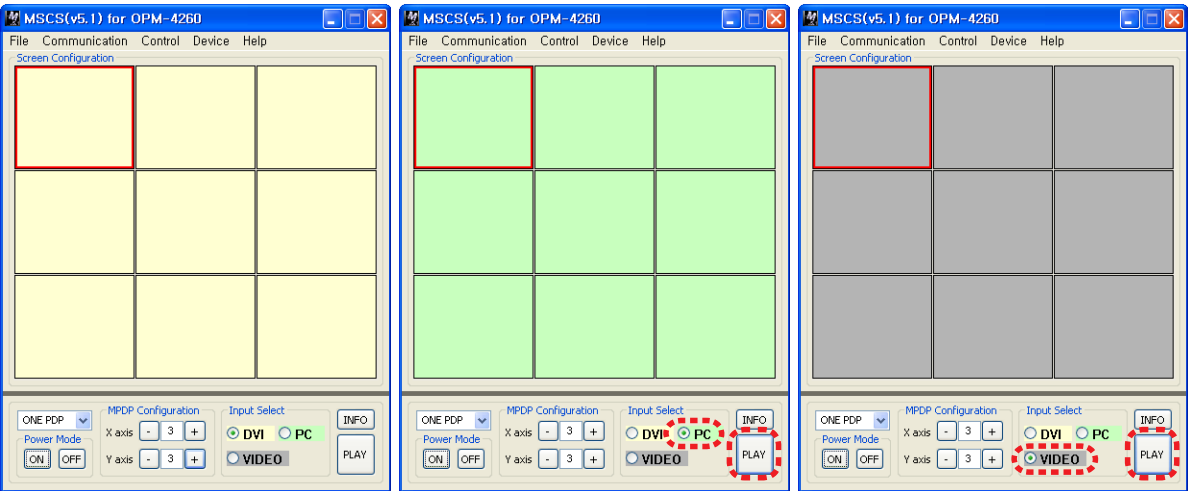 MSCS(v5.1) for OPM-4260
File Communication Control Device Help
Screen Configuration
ONE PDP
MPDP Configuration
Input Select
INFO
X axis - 3 +
DVI PC
Power Mode
ON OFF
Y axis - 3 +
VIDEO
PLAY
MSCS(v5.1) for OPM-4260
File Communication Control Device Help
Screen Configuration
ONE PDP
MPDP Configuration
Input Select
INFO
X axis - 3 +
DVI PC
Power Mode
ON OFF
Y axis - 3 +
VIDEO
PLAY
MSCS(v5.1) for OPM-4260
File Communication Control Device Help
Screen Configuration
ONE PDP
MPDP Configuration
Input Select
INFO
X axis - 3 +
DVI PC
Power Mode
ON OFF
Y axis - 3 +
VIDEO
PLAY